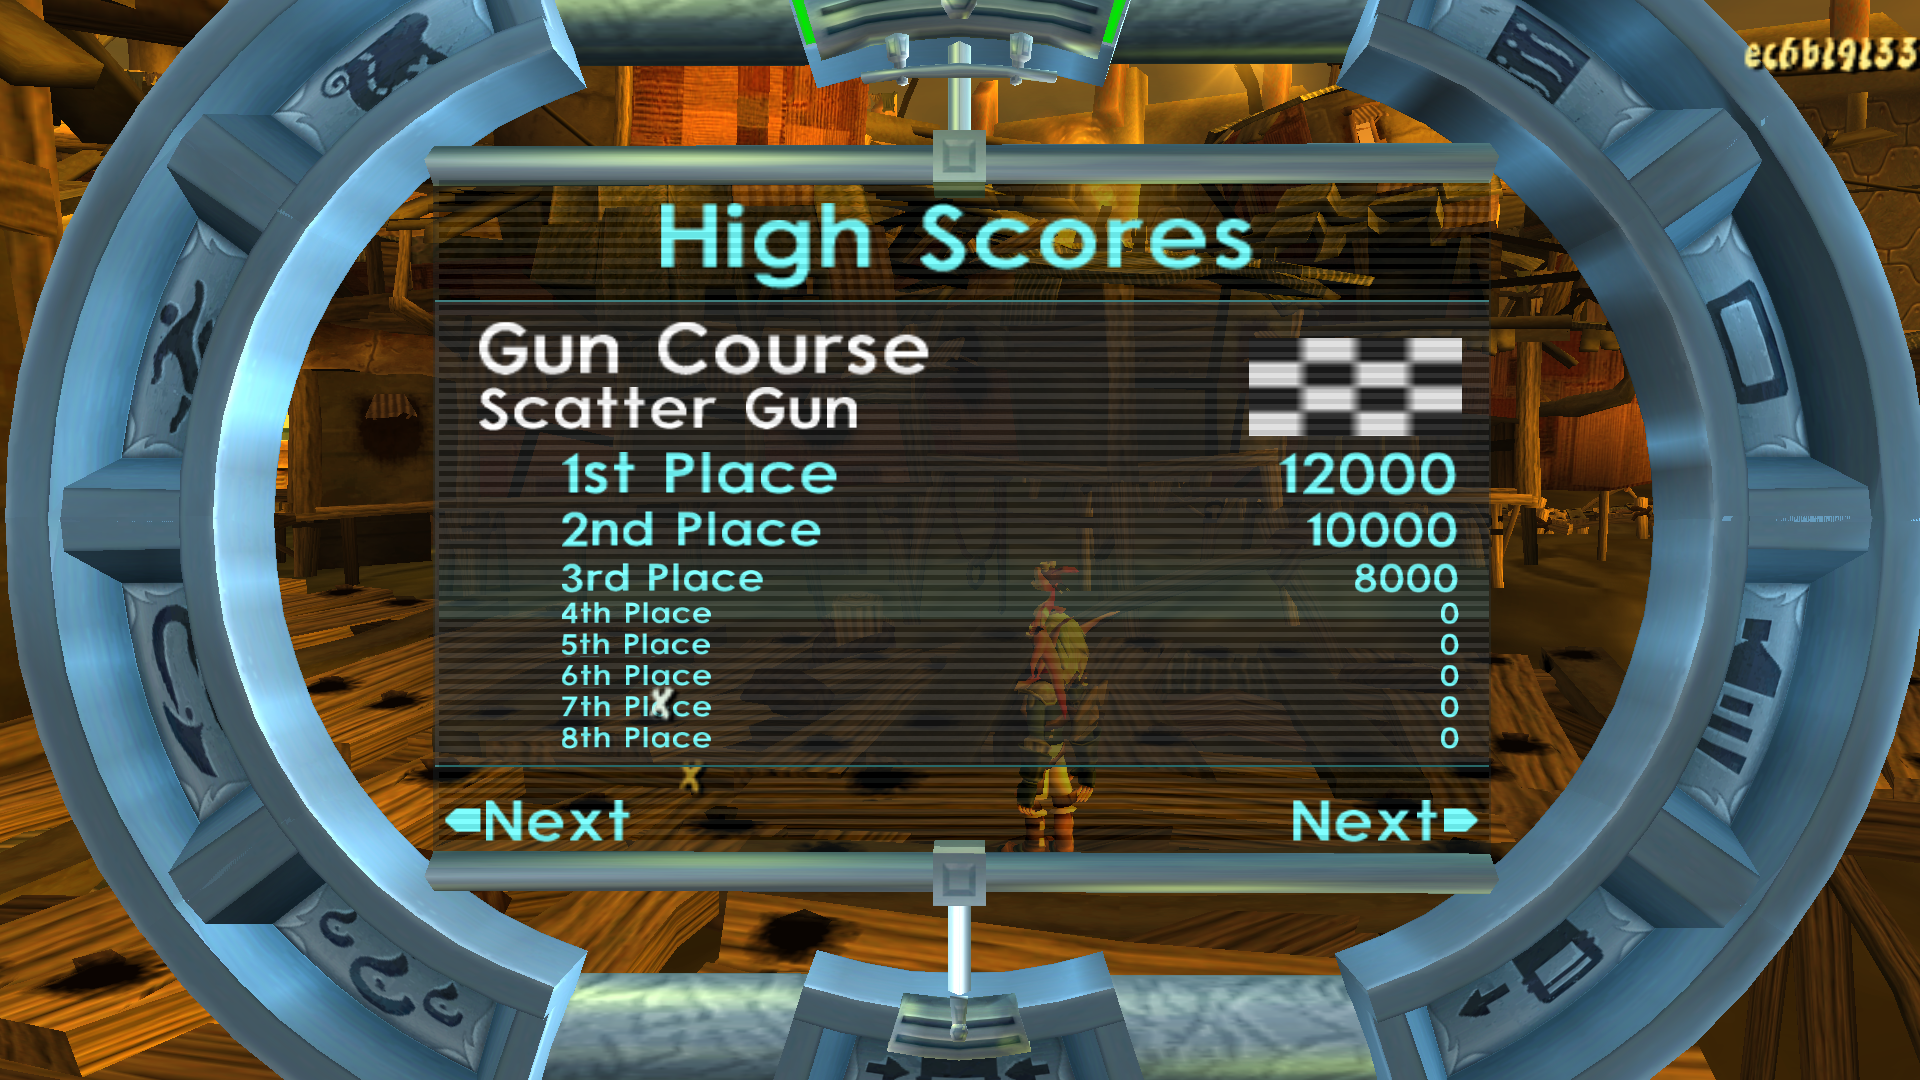 ec6b19133
High Scores
Gun Course
Scatter Gun
1st Place 12000
2nd Place 10000
3rd Place 8000
4th Place 0
5th Place 0
6th Place 0
7th Place 0
8th Place 0
Next Next